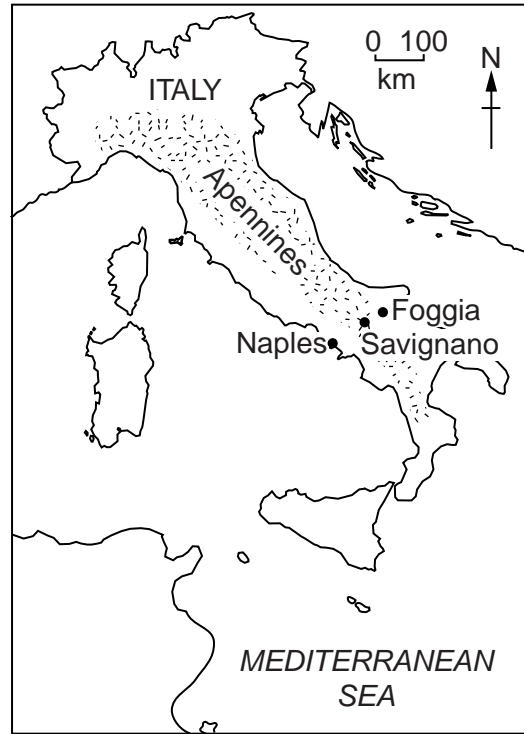 0 100
km
N
ITALY
Apennines
Foggia
Savignano
Naples
MEDITERRANEAN
SEA